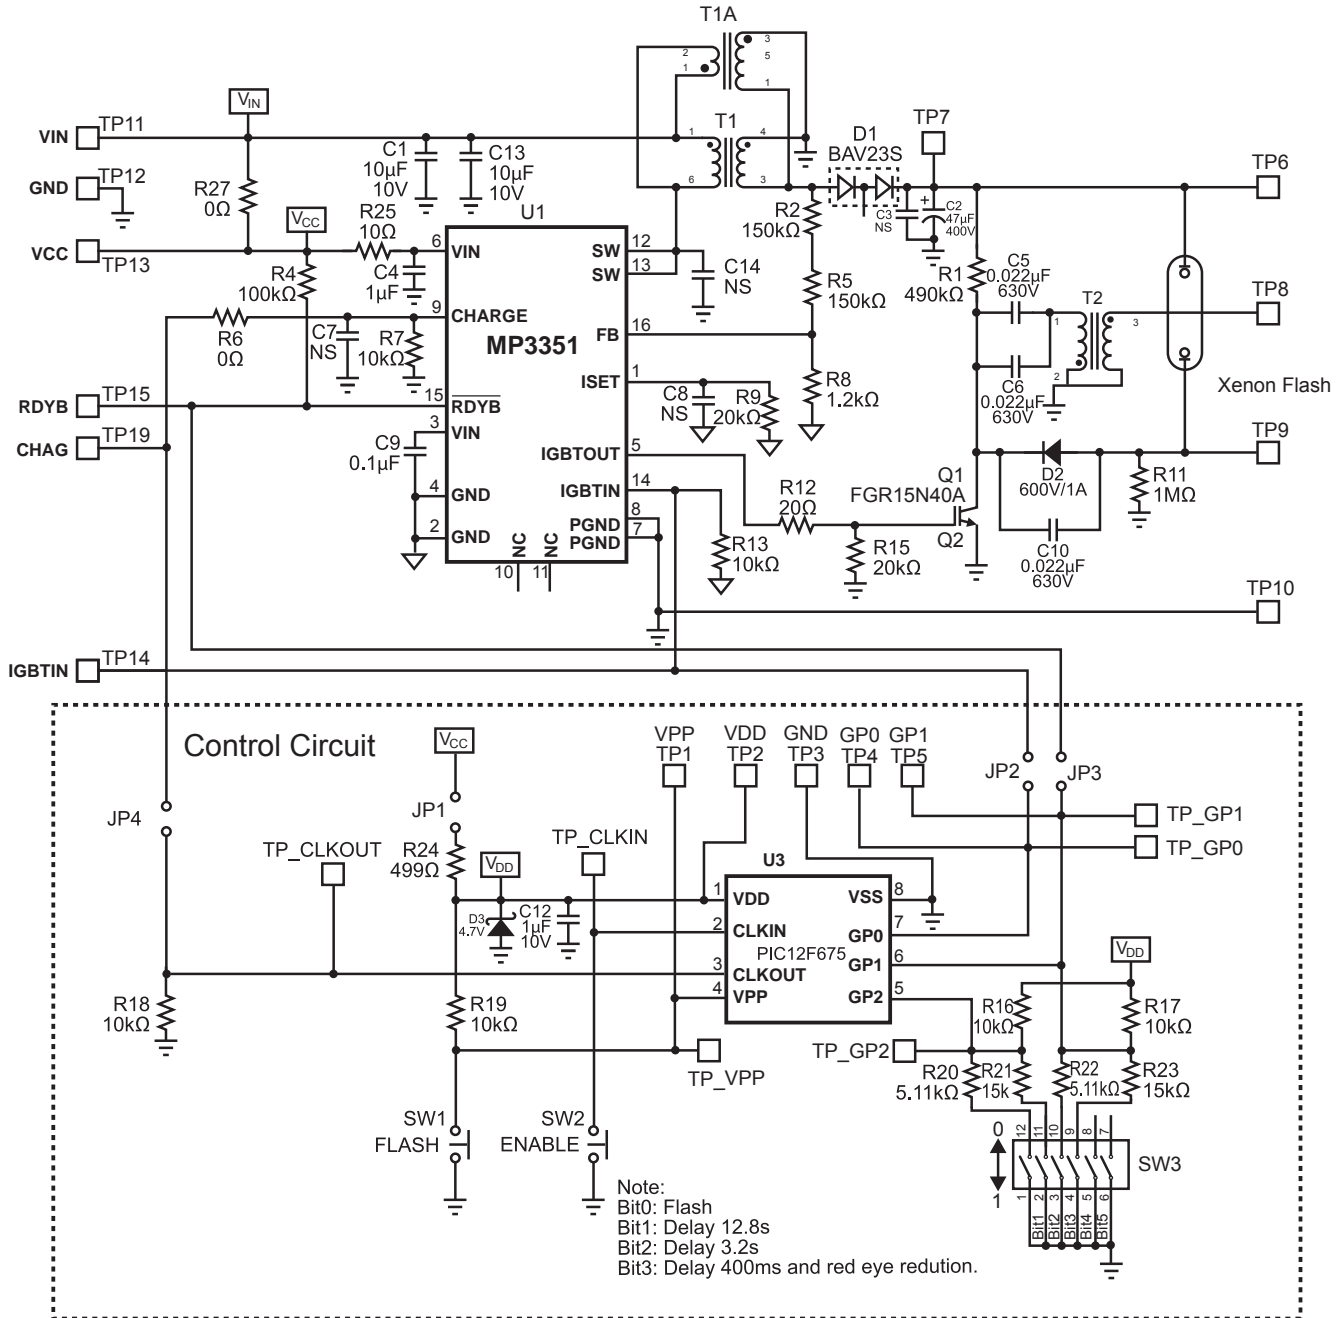 T1A
2
1
3
5
1
VIN
TP11
VIN
T1
1
6
4
3
D1
BAV23S
TP7
TP6
GND
TP12
R27
0Ω
C1
10µF
10V
C13
10µF
10V
U1
VCC
TP13
VCC
R25
10Ω
C4
1µF
R4
100kΩ
R6
0Ω
C7
NS
R7
10kΩ
RDYB
TP15
CHAG
TP19
C9
0.1µF
MP3351
6
VIN
9
CHARGE
15
RDYB
3
VIN
4
GND
2
GND
NC
NC
10
11
SW
12
SW
13
FB
16
ISET
1
IGBTOUT
5
IGBTIN
14
PGND
8
PGND
7
C14
NS
R2
150kΩ
R5
150kΩ
R8
1.2kΩ
C8
NS
R9
20kΩ
C3
NS
+
C2
47µF
400V
R1
490kΩ
C5
0.022µF
630V
C6
0.022µF
630V
T2
1
2
3
TP8
Xenon Flash
TP9
D2
600V/1A
C10
0.022µF
630V
R11
1MΩ
Q1
FGR15N40A
Q2
R12
20Ω
R13
10kΩ
R15
20kΩ
TP10
IGBTIN
TP14
Control Circuit
VCC
JP4
JP1
R24
499Ω
TP_CLKOUT
VDD
TP_CLKIN
VPP
TP1
VDD
TP2
GND
TP3
GP0
TP4
GP1
TP5
JP2
JP3
TP_GP1
TP_GP0
D3
4.7V
C12
1µF
10V
U3
1
VDD
2
CLKIN
3
CLKOUT
4
VPP
PIC12F675
VSS
8
GP0
7
GP1
6
GP2
5
R18
10kΩ
R19
10kΩ
TP_VPP
TP_GP2
VDD
R16
10kΩ
R17
10kΩ
R20
5.11kΩ
R21
15k
R22
5.11kΩ
R23
15kΩ
SW1
FLASH
SW2
ENABLE
0
1
12
11
10
9
8
7
SW3
1
2
3
4
5
6
Bit1
Bit2
Bit3
Bit4
Bit5
Note:
Bit0: Flash
Bit1: Delay 12.8s
Bit2: Delay 3.2s
Bit3: Delay 400ms and red eye redution.